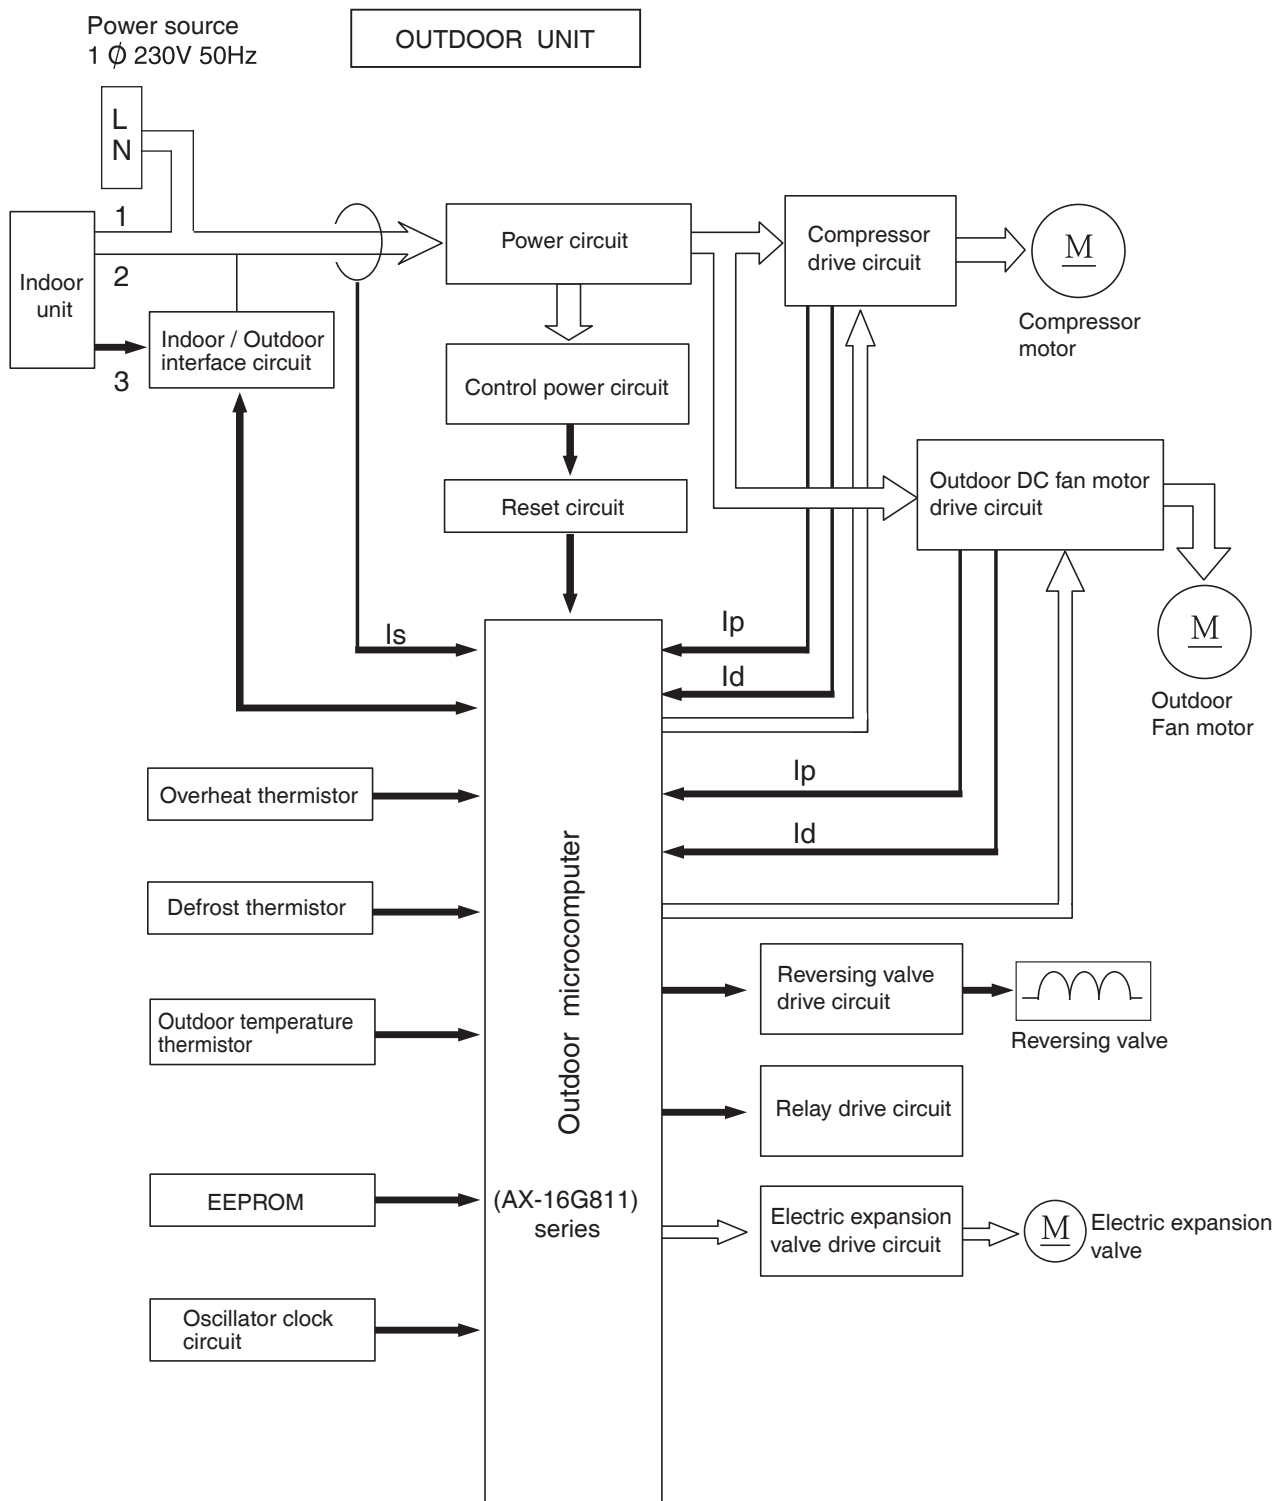 Power source
1 Ф 230V 50Hz
OUTDOOR UNIT
L
N
1
2
3
Indoor
unit
Indoor / Outdoor
interface circuit
Power circuit
Compressor
drive circuit
M
Compressor
motor
Control power circuit
Reset circuit
Outdoor DC fan motor
drive circuit
M
Outdoor
Fan motor
Is
Ip
Id
Ip
Id
Overheat thermistor
Defrost thermistor
Outdoor temperature
thermistor
EEPROM
Oscillator clock
circuit
Outdoor microcomputer
(AX-16G811)
series
Reversing valve
drive circuit
Reversing valve
Relay drive circuit
Electric expansion
valve drive circuit
M
Electric expansion
valve